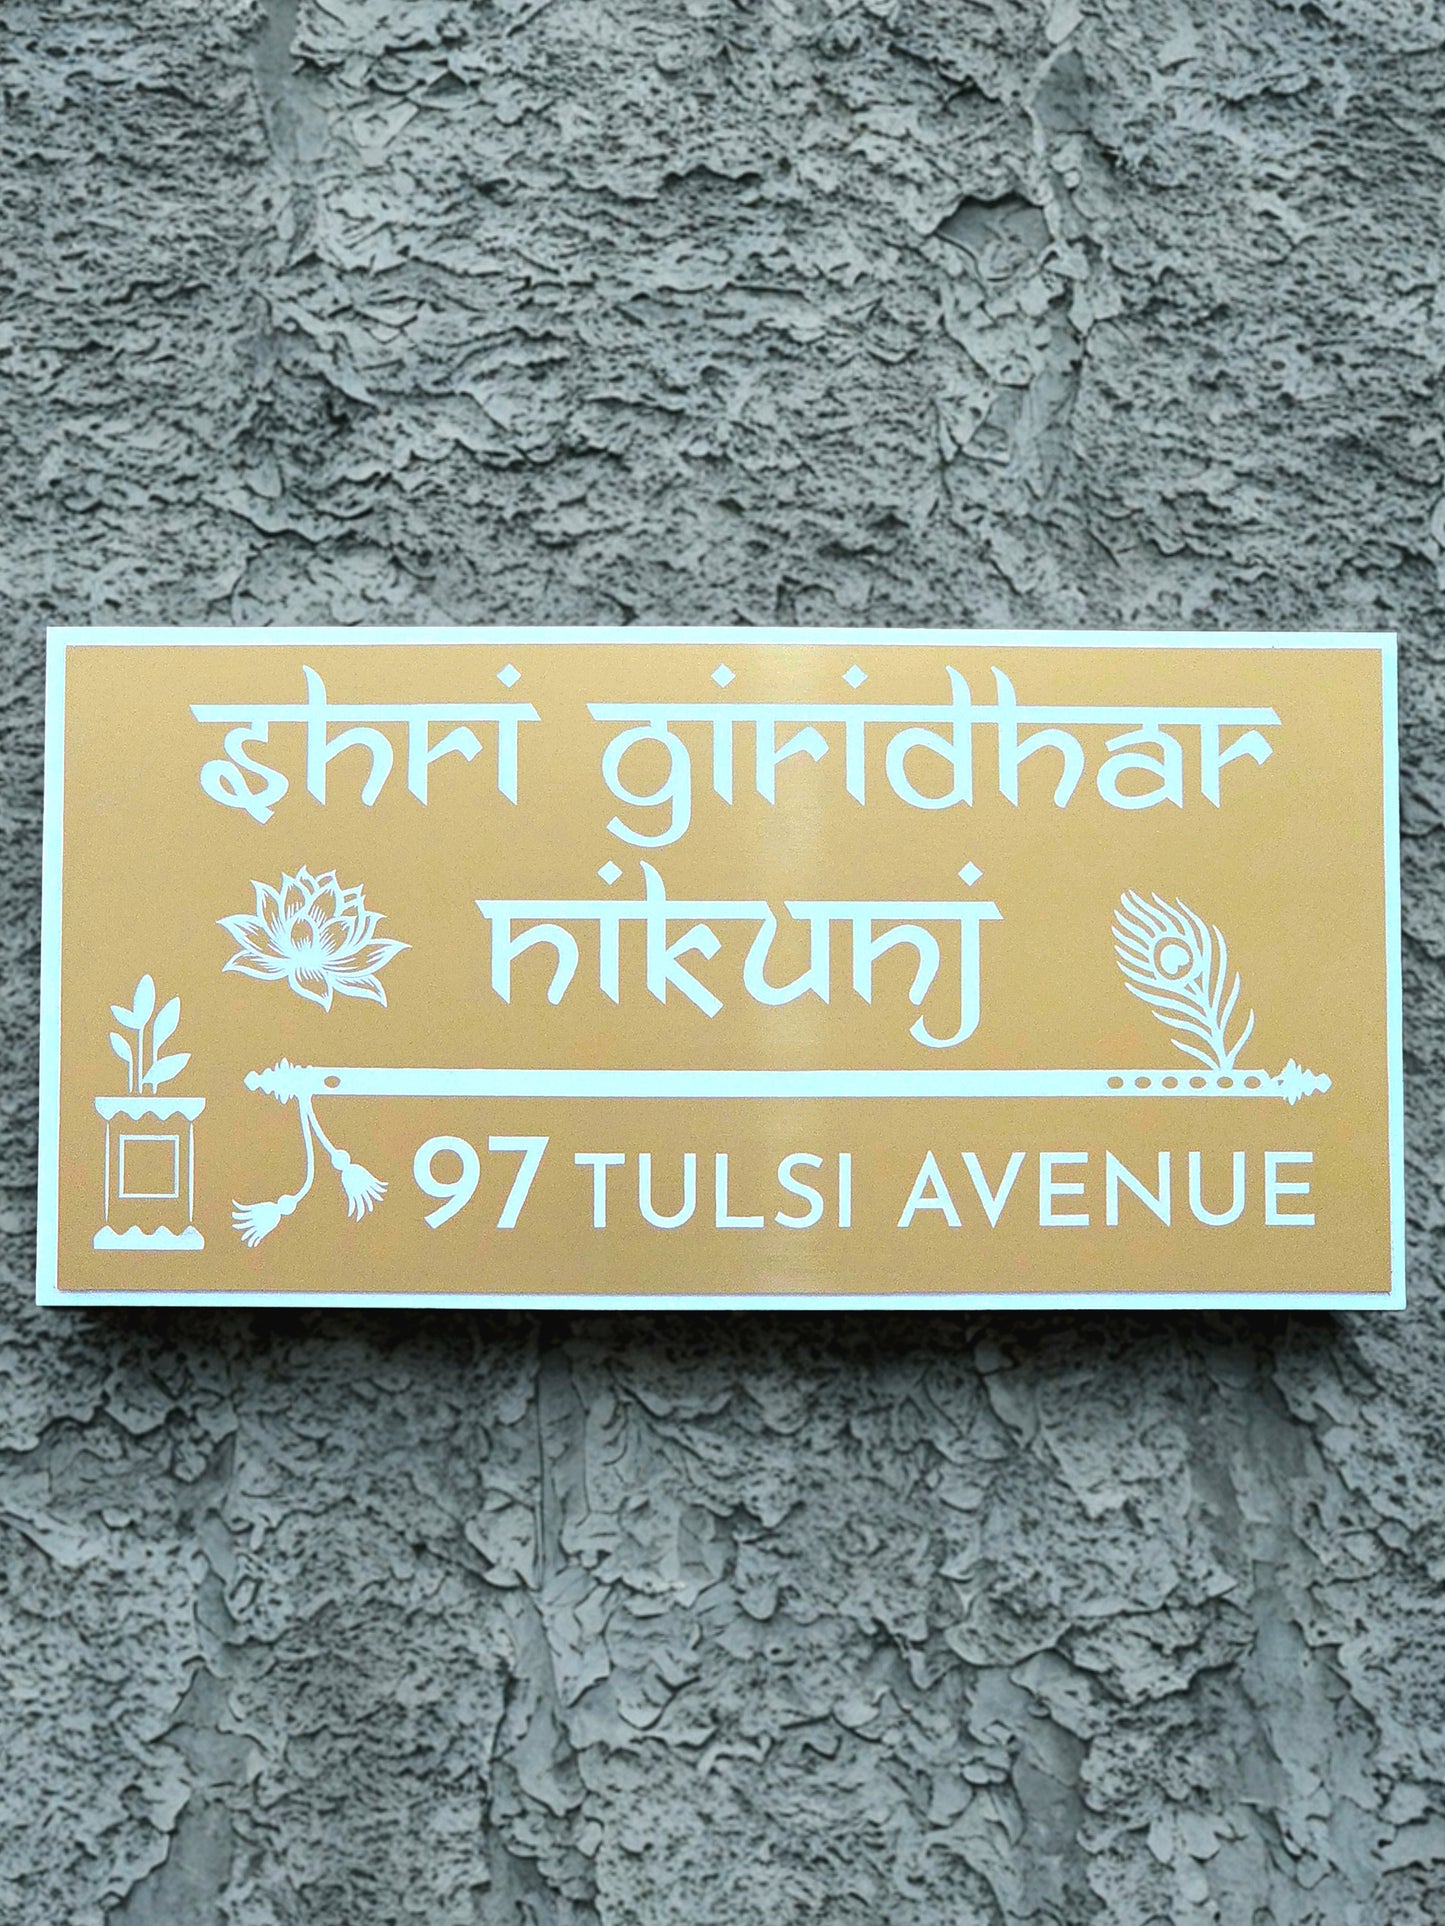 shri giridhar
nikunj
97 TULSI AVENUE